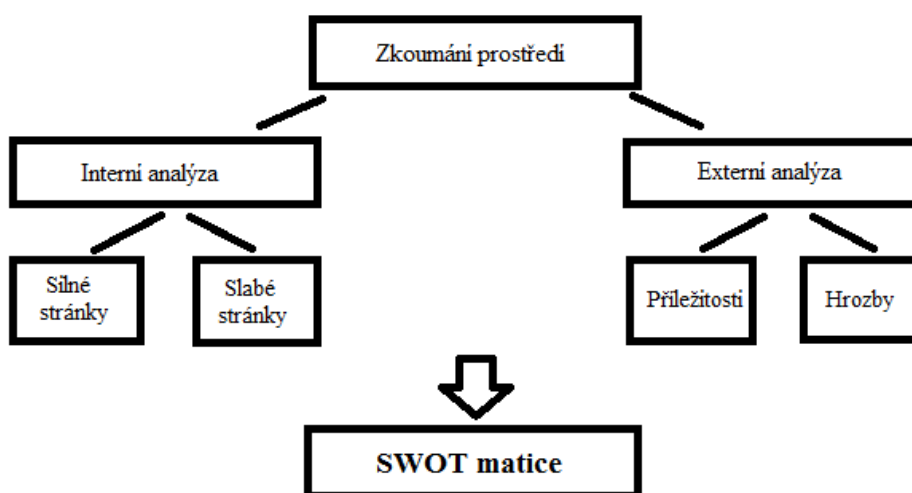 Zkoumání prostředí
Interní analýza
Externí analýza
Silné
stránky
Slabé
stránky
Příležitosti
Hrozby
SWOT matice